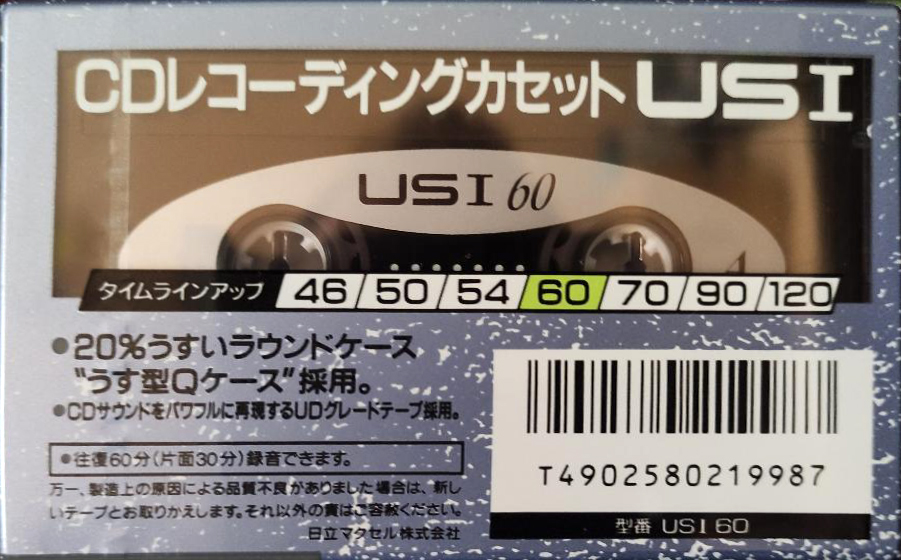 CDレコーディングカセット USI
USI 60
A
タイムラインアップ 46 50 54 60 70 90 120
●20%うすいラウンドケース
"うす型Qケース"採用。
●CDサウンドをパワフルに再現するUDグレードテープ採用。
●往復60分(片面30分)録音できます。
万一、製造上の原因による品質不良がありました場合は、新し
いテープとお取りかえします。それ以外の責はご容赦ください。
日立マクセル株式会社
T4902580219987
型番 USI60